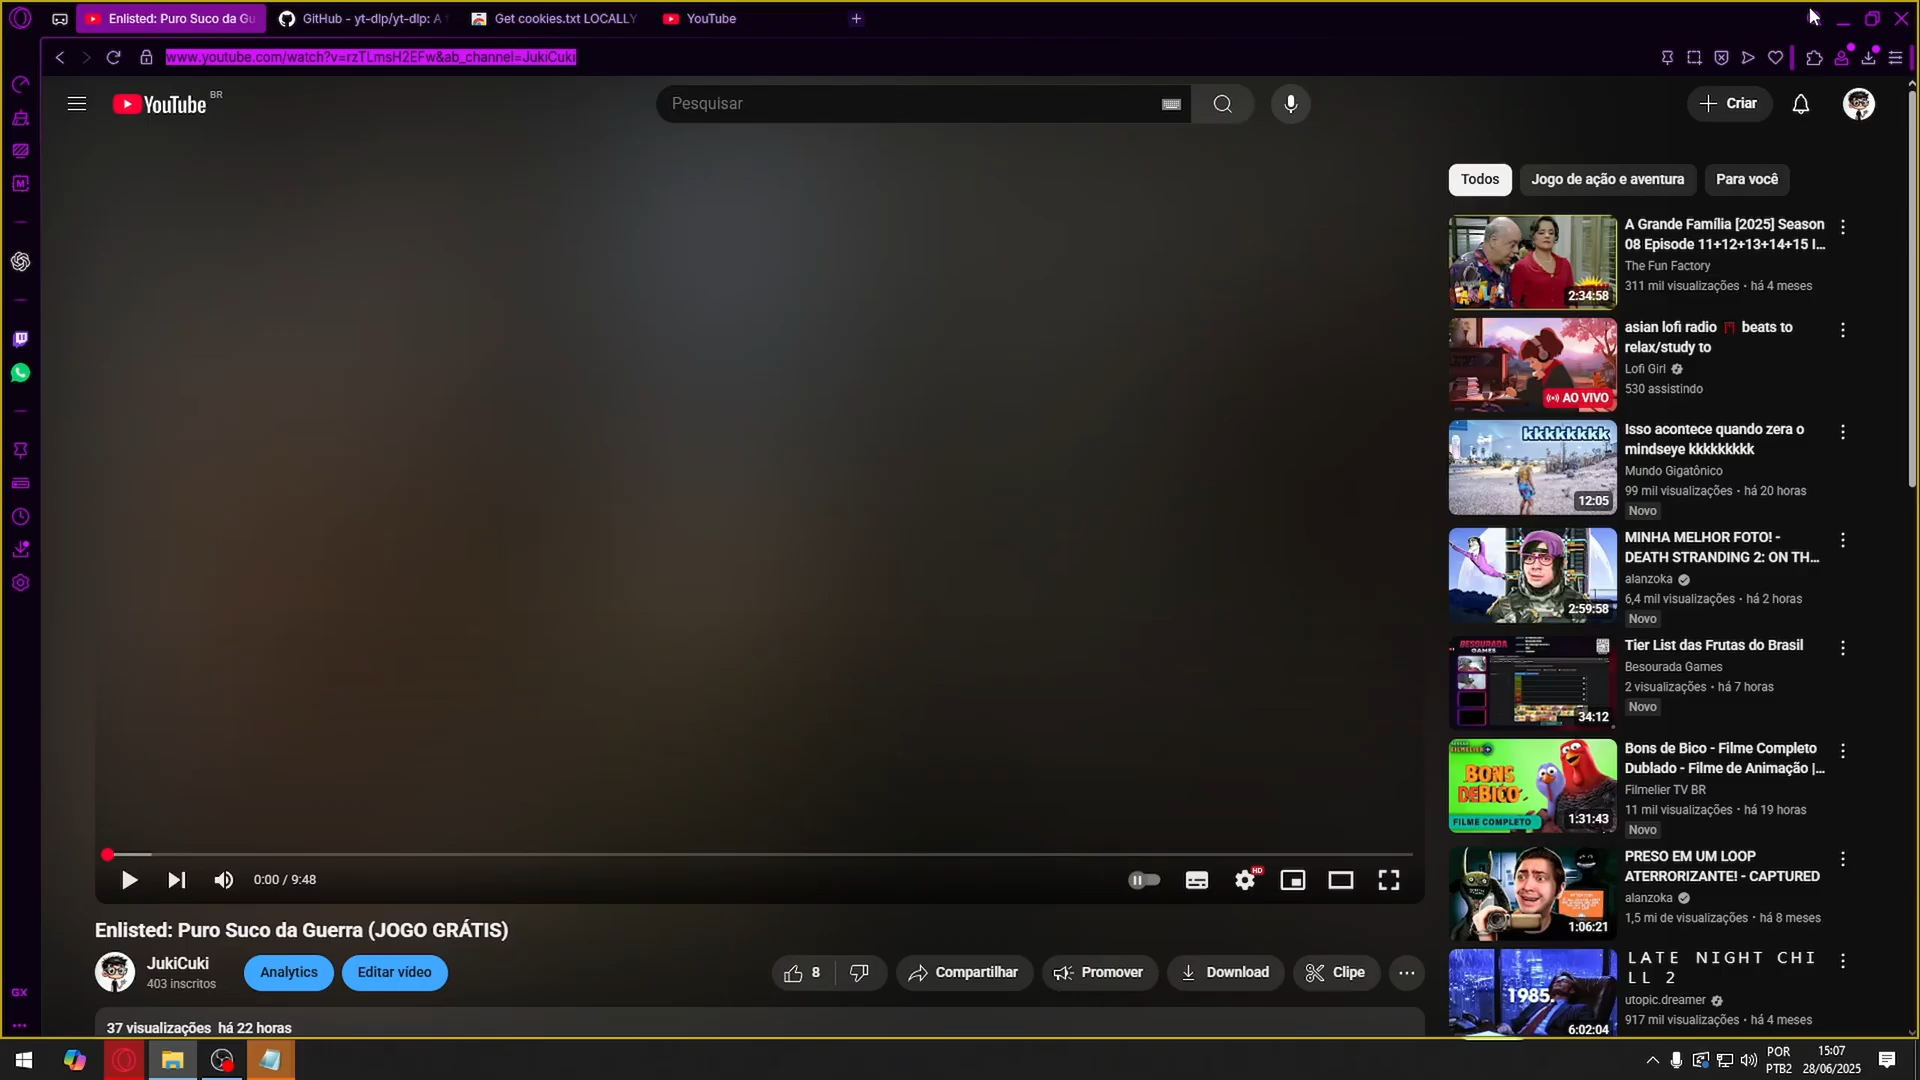 Enlisted: Puro Suco da Gu
GitHub - yt-dlp/yt-dlp: A
Get cookies.txt LOCALLY
YouTube
www.youtube.com/watch?v=rzTLmsH2EFw&ab_channel=JukiCuki
YouTube BR
Pesquisar
Criar
Todos
Jogo de ação e aventura
Para você
A Grande Família [2025] Season
08 Episode 11+12+13+14+15 I...
The Fun Factory
311 mil visualizações • há 4 meses
2:34:58
asian lofi radio beats to
relax/study to
Lofi Girl
530 assistindo
AO VIVO
kkkkkkkk
Isso acontece quando zera o
mindseye kkkkkkkkk
Mundo Gigatônico
99 mil visualizações • há 20 horas
Novo
12:05
MINHA MELHOR FOTO! -
DEATH STRANDING 2: ON TH...
alanzoka
6,4 mil visualizações • há 2 horas
Novo
2:59:58
BESOURADA
GAMES
Tier List das Frutas do Brasil
Besourada Games
2 visualizações • há 7 horas
Novo
34:12
BONS
DE BICO
FILME COMPLETO
Bons de Bico - Filme Completo
Dublado - Filme de Animação |...
Filmelier TV BR
11 mil visualizações • há 19 horas
Novo
1:31:43
PRESO EM UM LOOP
ATERRORIZANTE! - CAPTURED
alanzoka
1,5 mi de visualizações • há 8 meses
1:06:21
1985.
LATE NIGHT CHI
LL 2
utopic.dreamer
917 mil visualizações • há 4 meses
6:02:04
0:00 / 9:48
HD
Enlisted: Puro Suco da Guerra (JOGO GRÁTIS)
JukiCuki
403 inscritos
Analytics
Editar vídeo
8
Compartilhar
Promover
Download
Clipe
37 visualizações há 22 horas
GX
POR
PTB2
15:07
28/06/2025